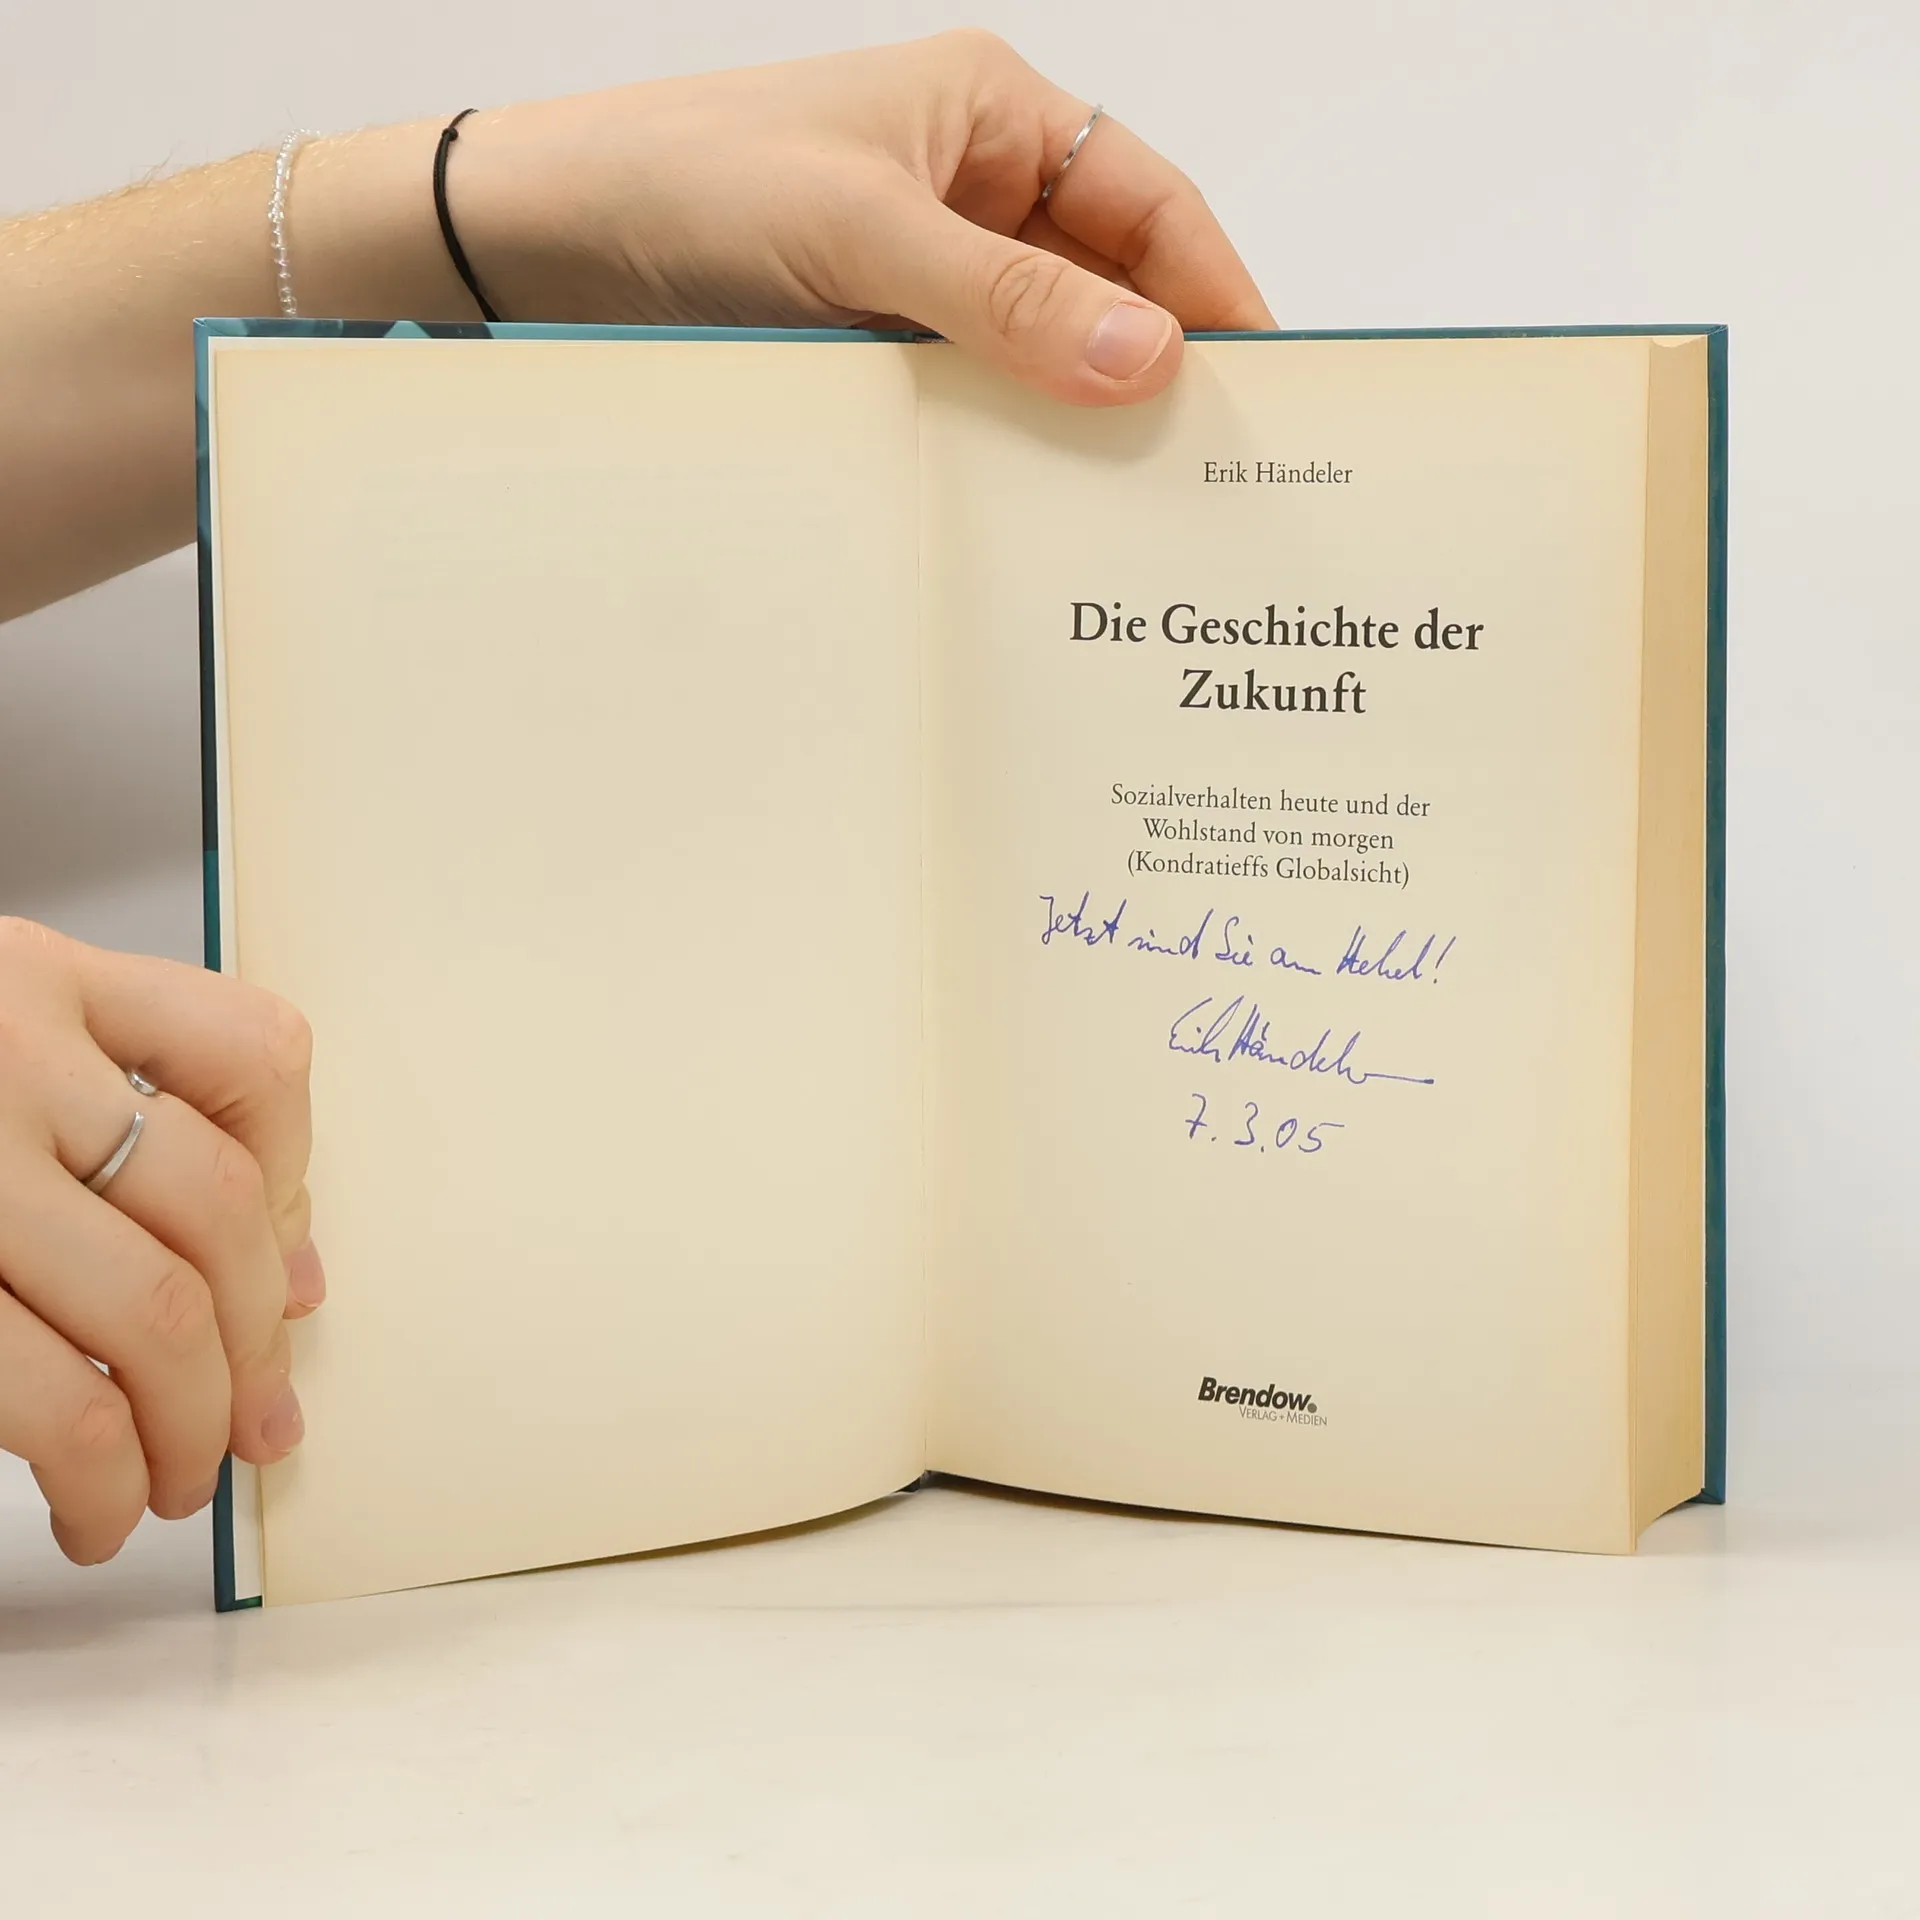 Erik Händeler
Die Geschichte der
Zukunft
Sozialverhalten heute und der
Wohlstand von morgen
(Kondratieffs Globalsicht)
Jetzt sind Sie am Hebel!
Erik Händeler
7.3.05
Brendow.
VERLAG + MEDIEN